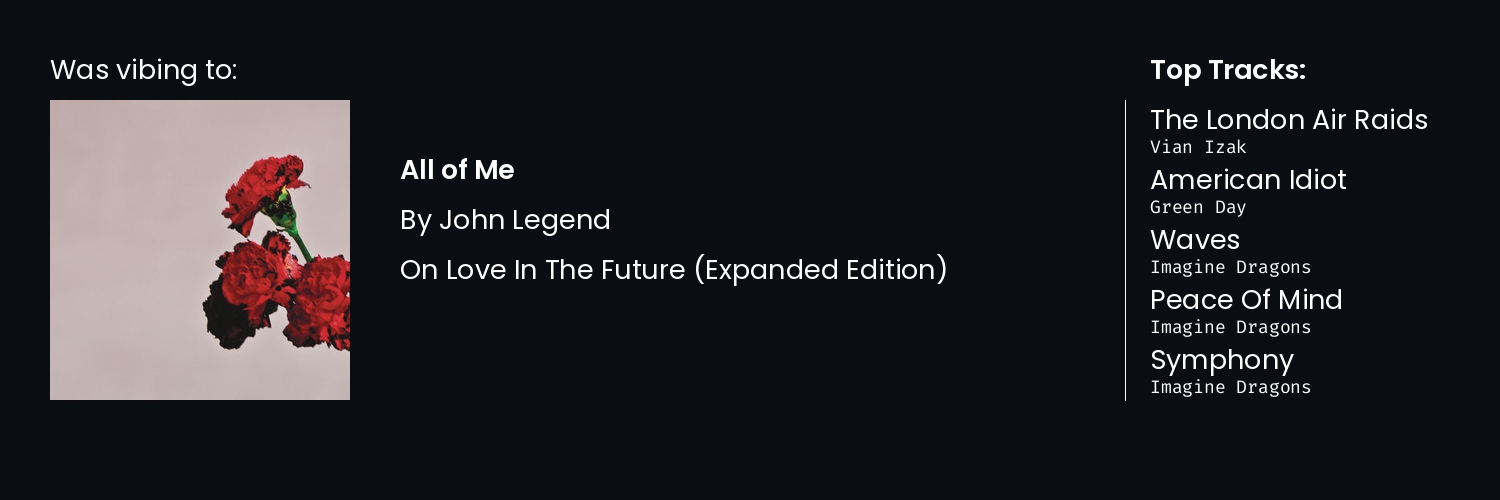 Was vibing to:
All of Me
By John Legend
On Love In The Future (Expanded Edition)
Top Tracks:
The London Air Raids
Vian Izak
American Idiot
Green Day
Waves
Imagine Dragons
Peace Of Mind
Imagine Dragons
Symphony
Imagine Dragons